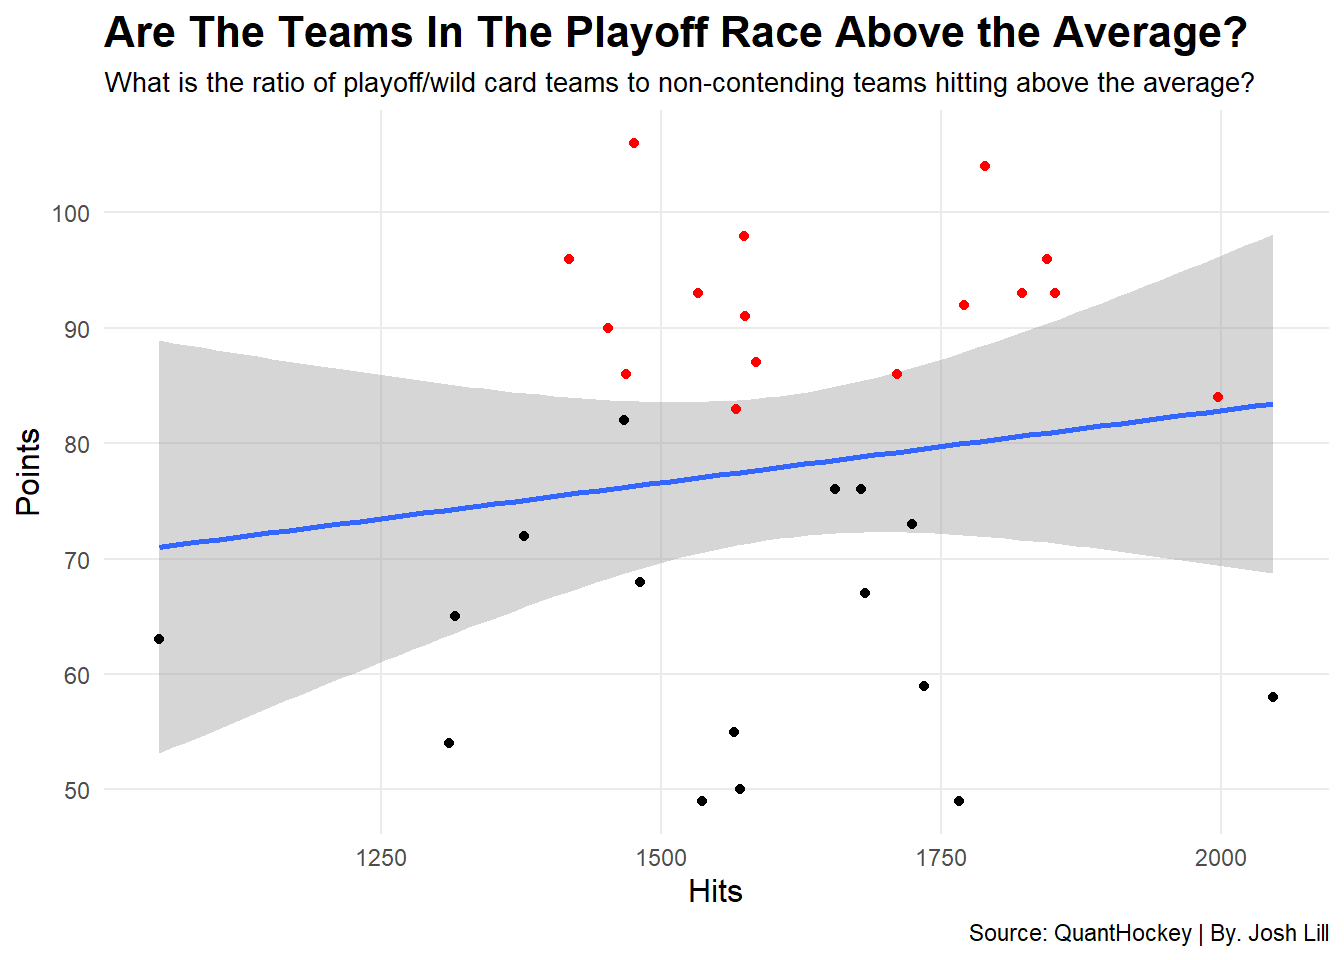 Are The Teams In The Playoff Race Above the Average?
What is the ratio of playoff/wild card teams to non-contending teams hitting above the average?
100
90
80
70
60
50
Points
1250 1500 1750 2000
Hits
Source: QuantHockey | By. Josh Lill